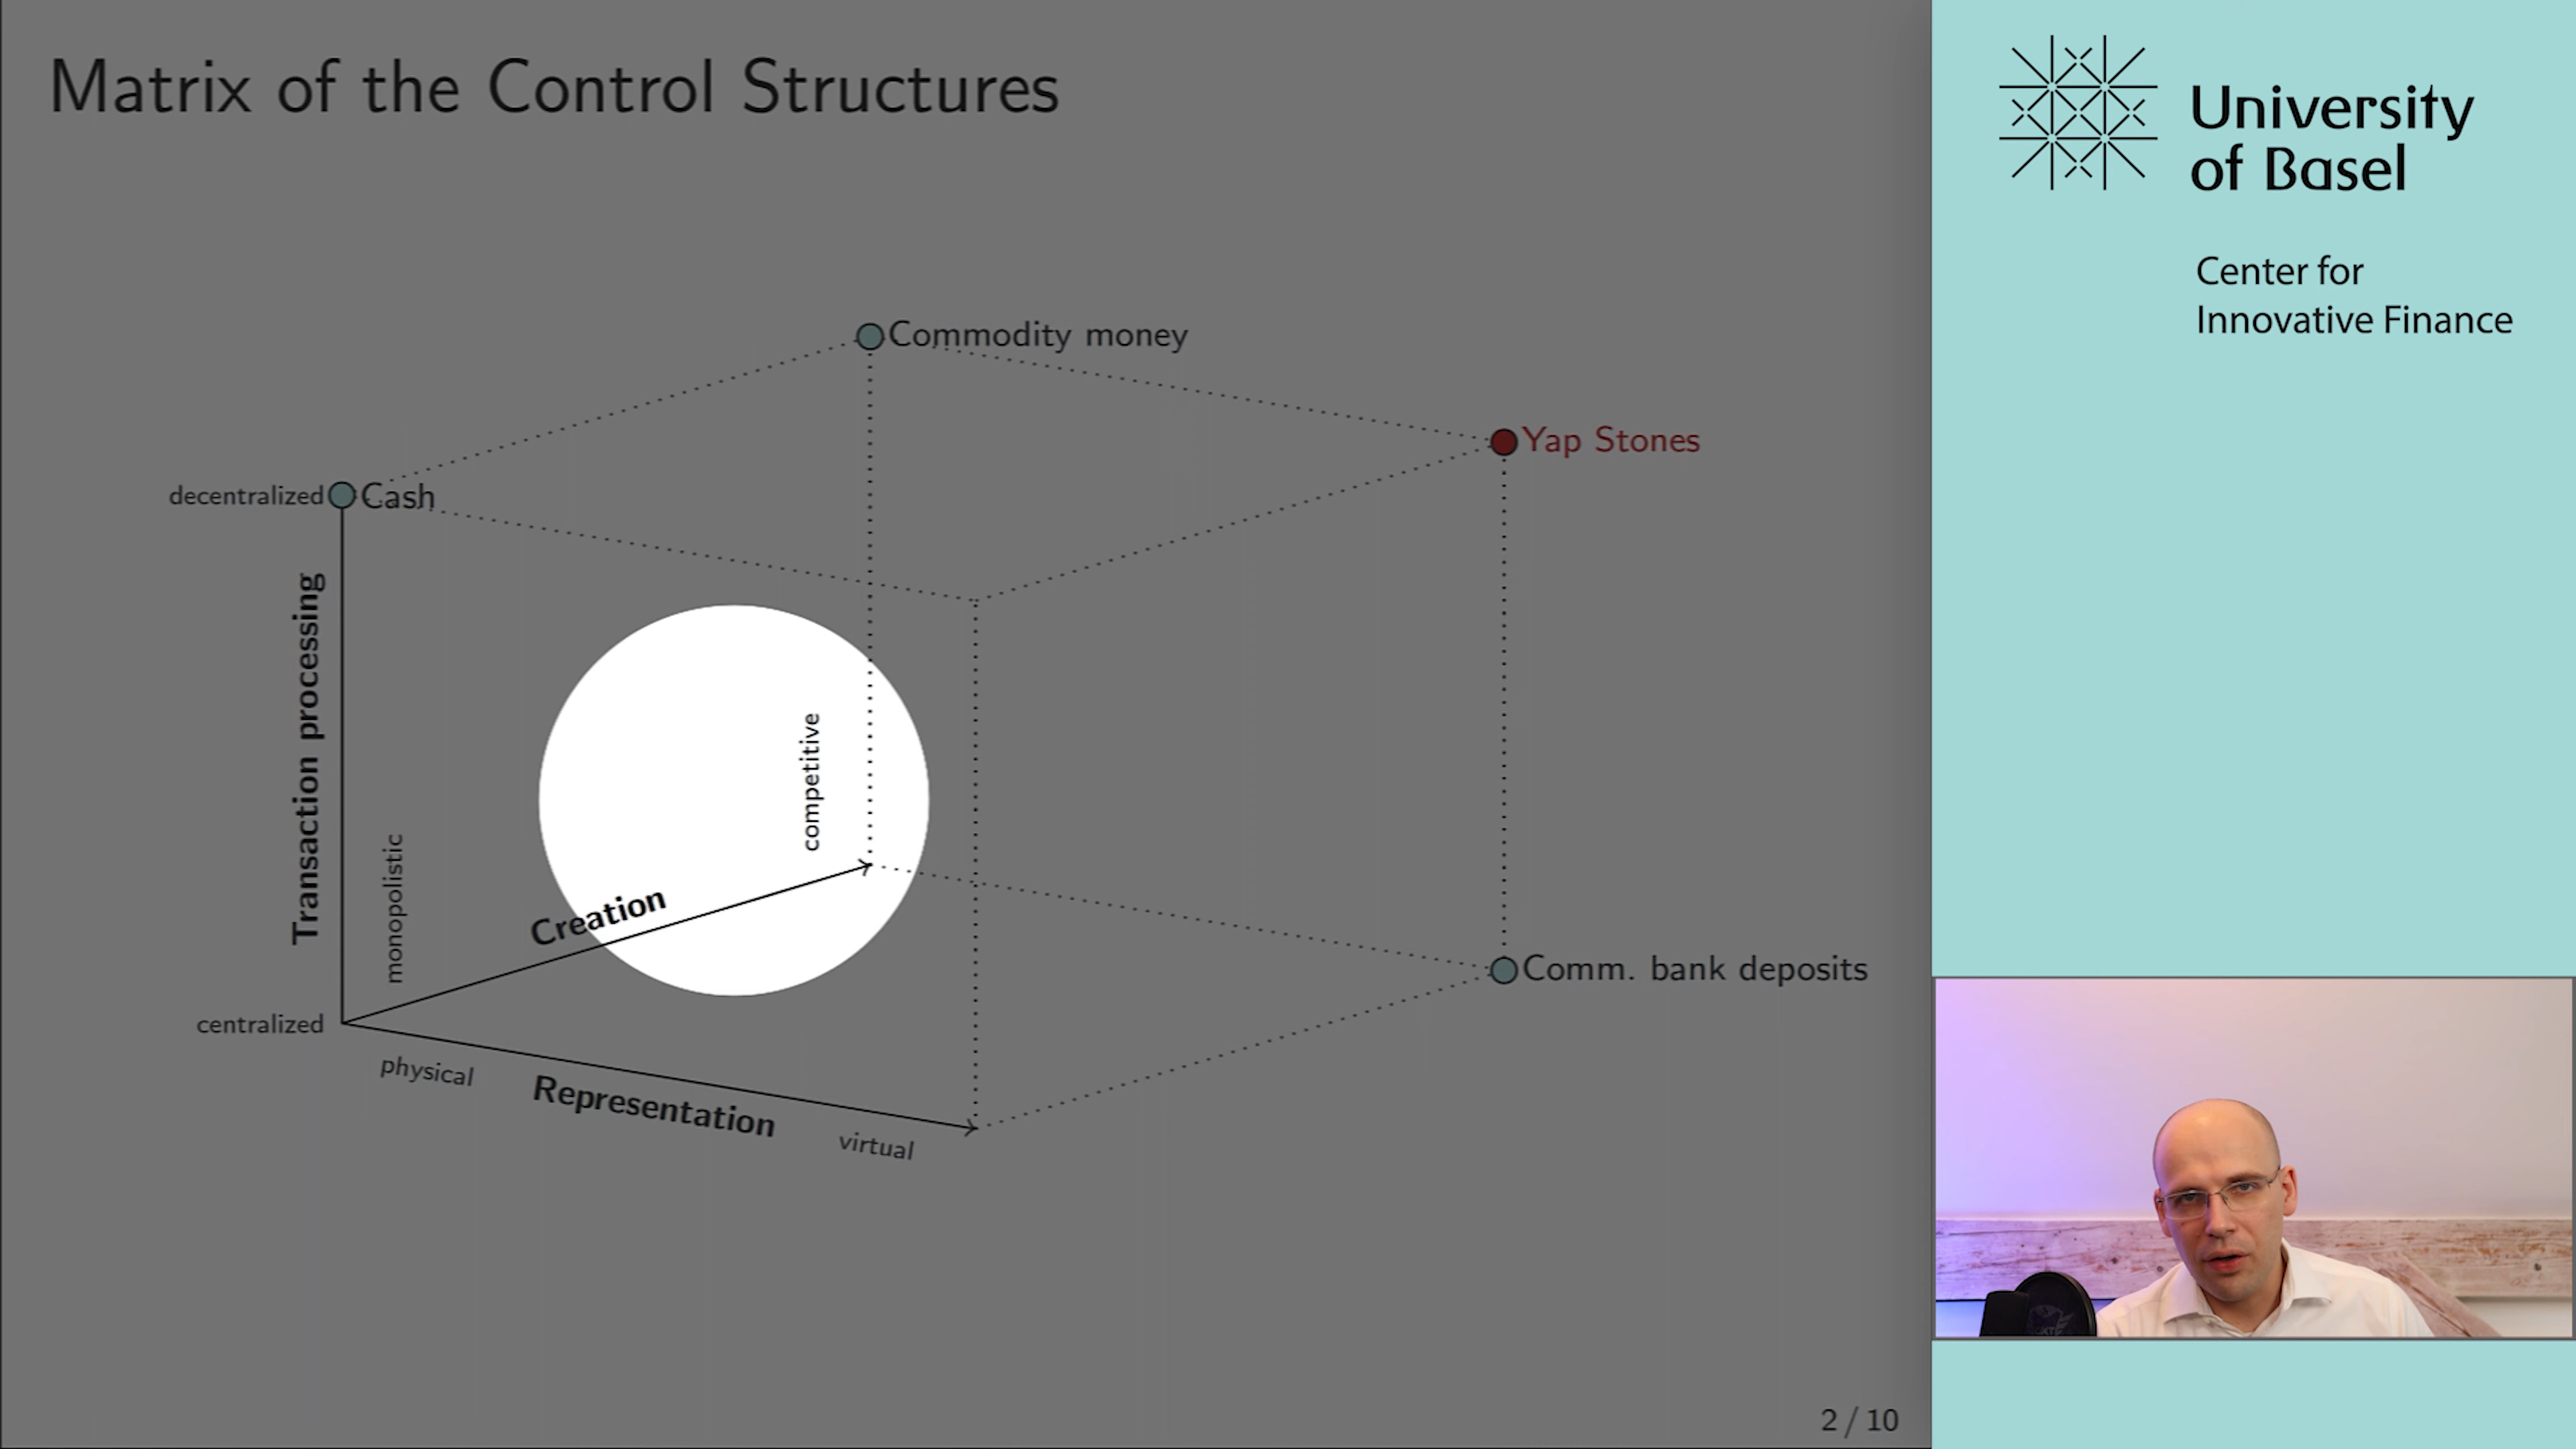 Matrix of the Control Structures
University
of Basel
Center for
Innovative Finance
Commodity money
Yap Stones
decentralized
Cash
Transaction processing
competitive
monopolistic
Creation
Comm. bank deposits
centralized
physical
Representation
virtual
2 / 10